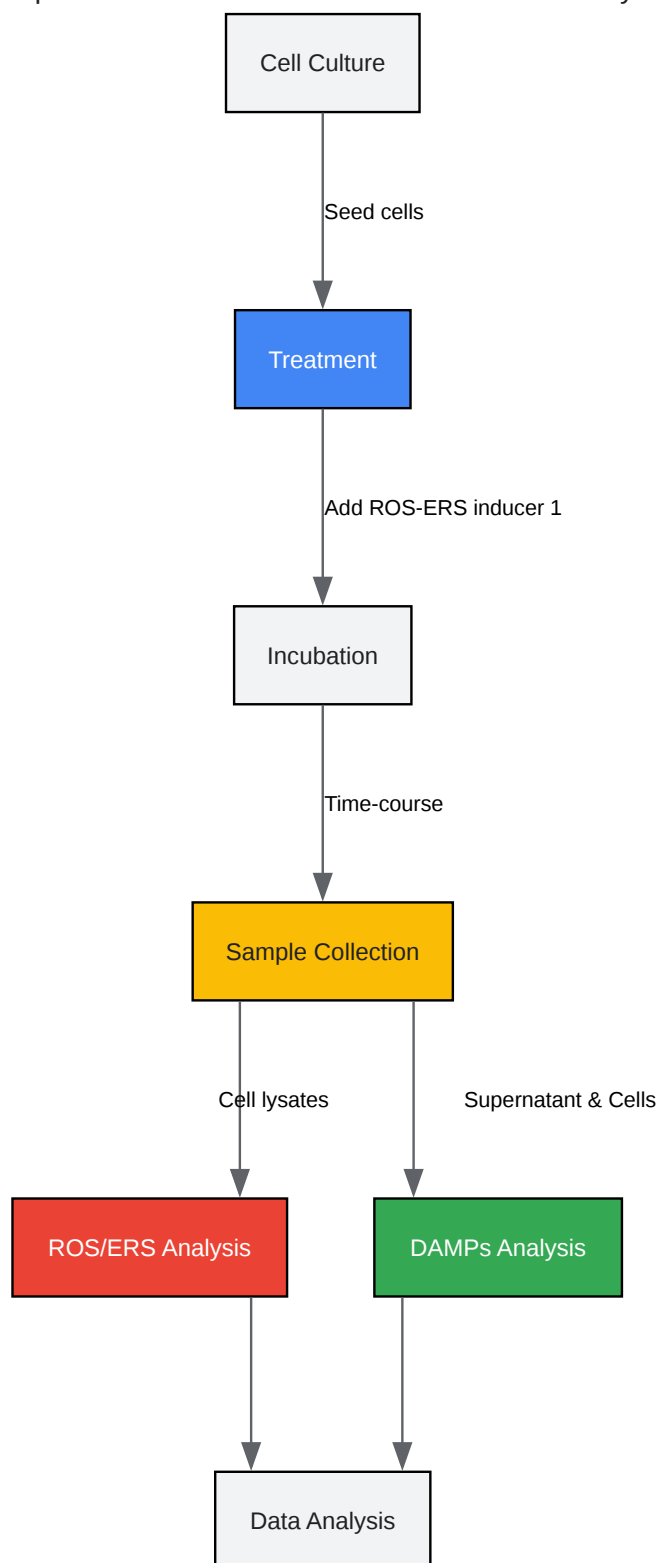 Cell Culture
Seed cells
Treatment
Add ROS-ERS inducer 1
Incubation
Time-course
Sample Collection
Cell lysates
Supernatant & Cells
ROS/ERS Analysis
DAMPs Analysis
Data Analysis